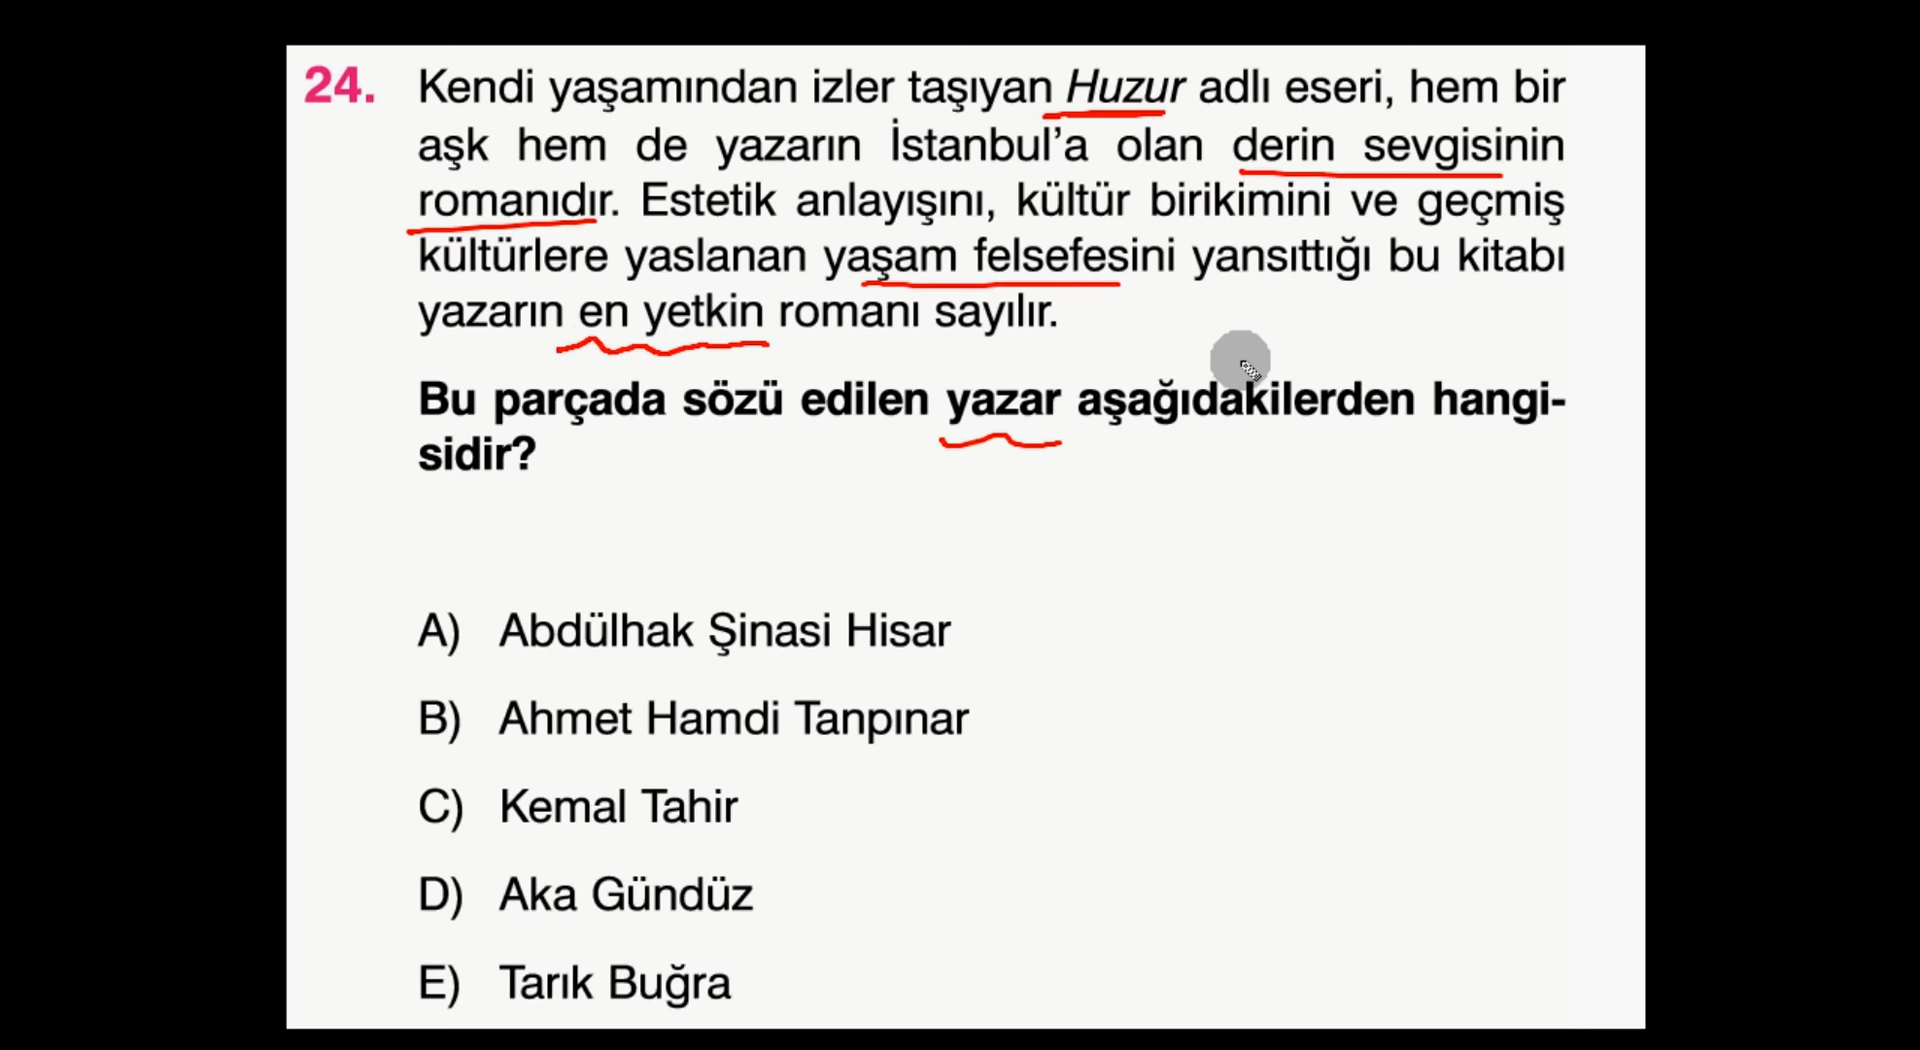 24. Kendi yaşamından izler taşıyan Huzur adlı eseri, hem bir
aşk hem de yazarın İstanbul’a olan derin sevgisinin
romanıdır. Estetik anlayışını, kültür birikimini ve geçmiş
kültürlere yaslanan yaşam felsefesini yansıttığı bu kitabı
yazarın en yetkin romanı sayılır.
Bu parçada sözü edilen yazar aşağıdakilerden hangi-
sidir?
A) Abdülhak Şinasi Hisar
B) Ahmet Hamdi Tanpınar
C) Kemal Tahir
D) Aka Gündüz
E) Tarık Buğra